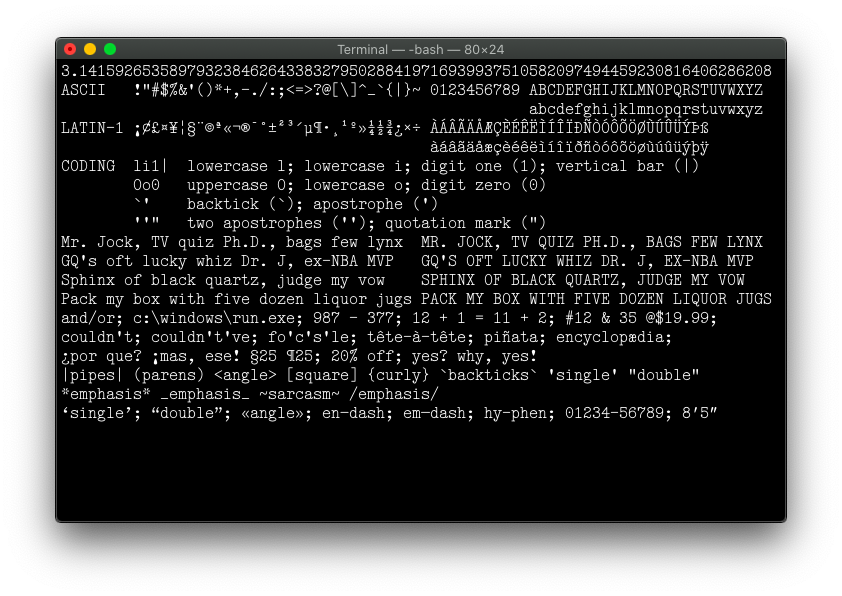 Terminal — -bash — 80×24
3.1415926535897932384626433832795028841971693993751058209749445923081640628​6208
ASCII   !"#$%&'()*+,-./:;<=>?@[\]^_`{|}~ 0123456789 ABCDEFGHIJKLMNOPQRSTUVWXYZ
abcdefghijklmnopqrstuvwxyz
LATIN-1 ¡¢£¤¥¦§¨©ª«¬®¯°±²³´µ¶·¸¹º»¼½¾¿×÷ ÀÁÂÃÄÅÆÇÈÉÊËÌÍÎÏÐÑÒÓÔÕÖØÙÚÛÜÝÞß
àáâãäåæçèéêëìíîïðñòóôõöøùúûüýþÿ
CODING  li1|  lowercase l; lowercase i; digit one (1); vertical bar (|)
0o0   uppercase O; lowercase o; digit zero (0)
`'    backtick (`); apostrophe (')
''"   two apostrophes (''); quotation mark (")
Mr. Jock, TV quiz Ph.D., bags few lynx  MR. JOCK, TV QUIZ PH.D., BAGS FEW LYNX
GQ's oft lucky whiz Dr. J, ex-NBA MVP   GQ'S OFT LUCKY WHIZ DR. J, EX-NBA MVP
Sphinx of black quartz, judge my vow    SPHINX OF BLACK QUARTZ, JUDGE MY VOW
Pack my box with five dozen liquor jugs PACK MY BOX WITH FIVE DOZEN LIQUOR JUGS
and/or; c:\windows\run.exe; 987 - 377; 12 + 1 = 11 + 2; #12 & 35 @$19.99;
couldn't; couldn't've; fo'c's'le; tête-à-tête; piñata; encyclopædia;
¿por que? ¡mas, ese! §25 ¶25; 20% off; yes? why, yes!
|pipes| (parens) <angle> [square] {curly} `backticks` 'single' "double"
*emphasis* _emphasis_ ~sarcasm~ /emphasis/
‘single’; “double”; «angle»; en–dash; em—dash; hy-phen; 01234-56789; 8′5″